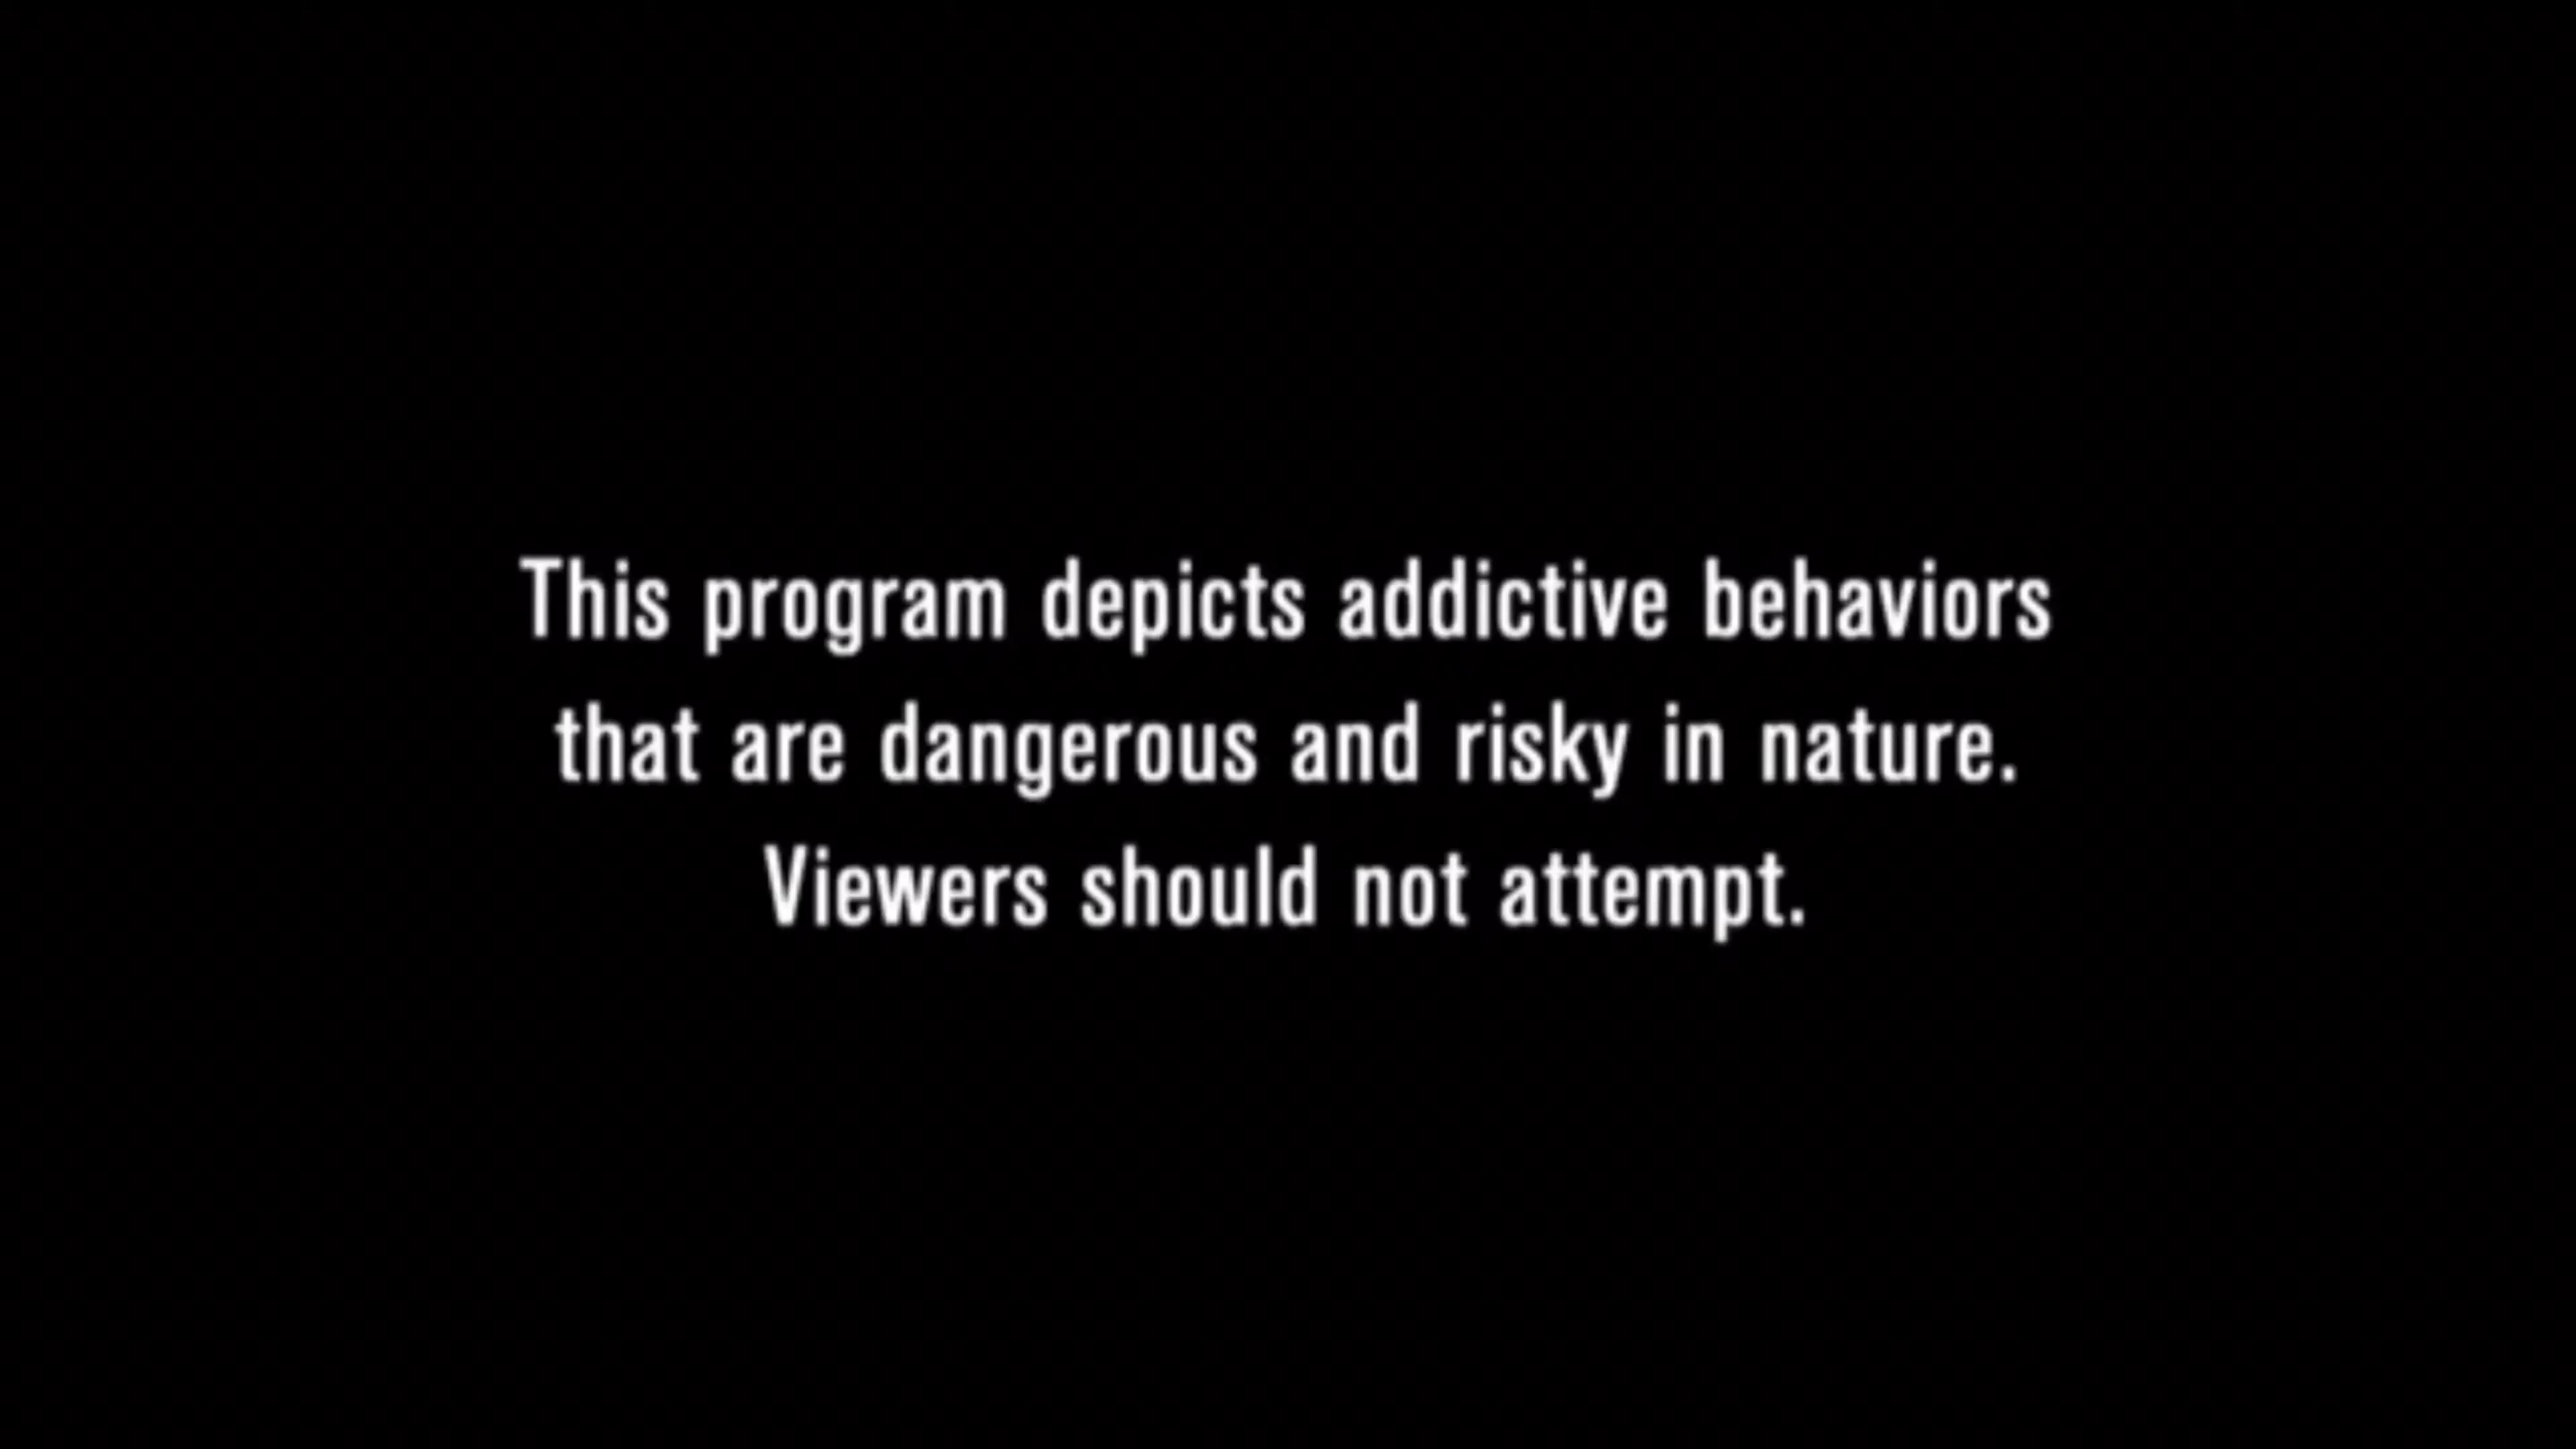 This program depicts addictive behaviors
that are dangerous and risky in nature.
Viewers should not attempt.